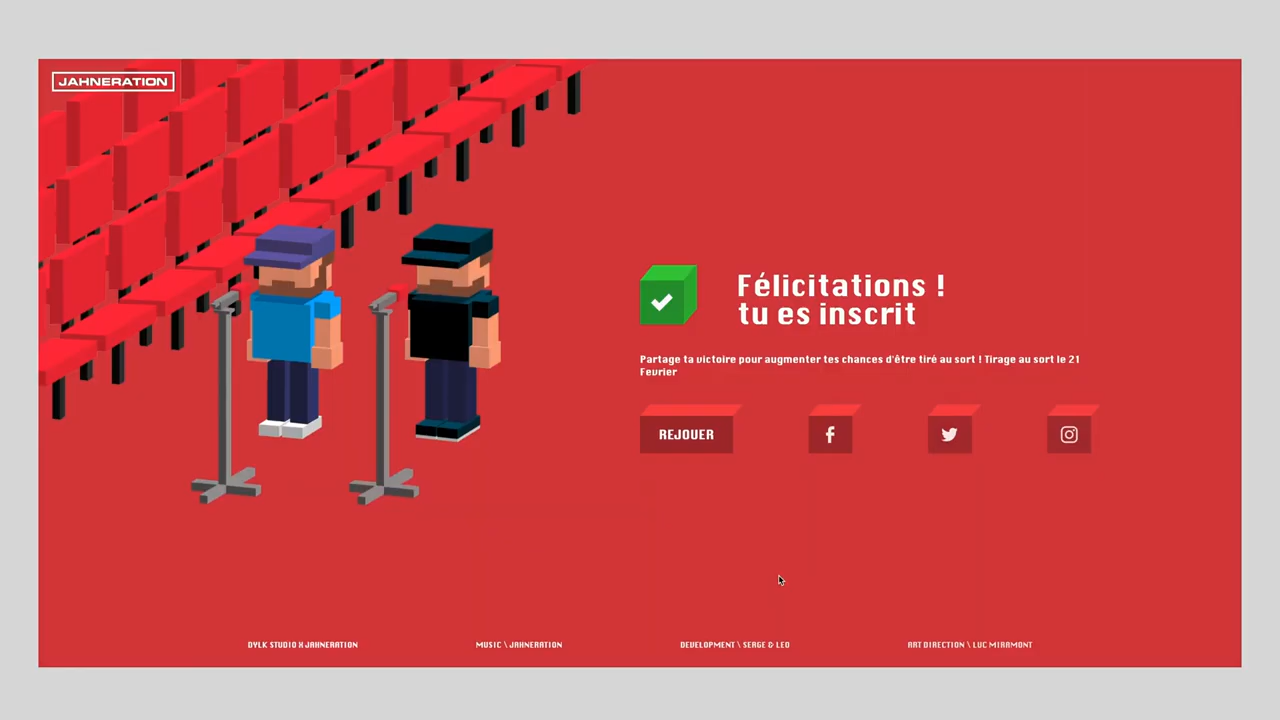 JAHNERATION
Félicitations !
tu es inscrit
Partage ta victoire pour augmenter tes chances d'être tiré au sort ! Tirage au sort le 21
Fevrier
REJOUER
DYLK STUDIO X JAHNERATION
MUSIC \ JAHNERATION
DEVELOPMENT \ SERGE & LEO
ART DIRECTION \ LUC MIRAMONT